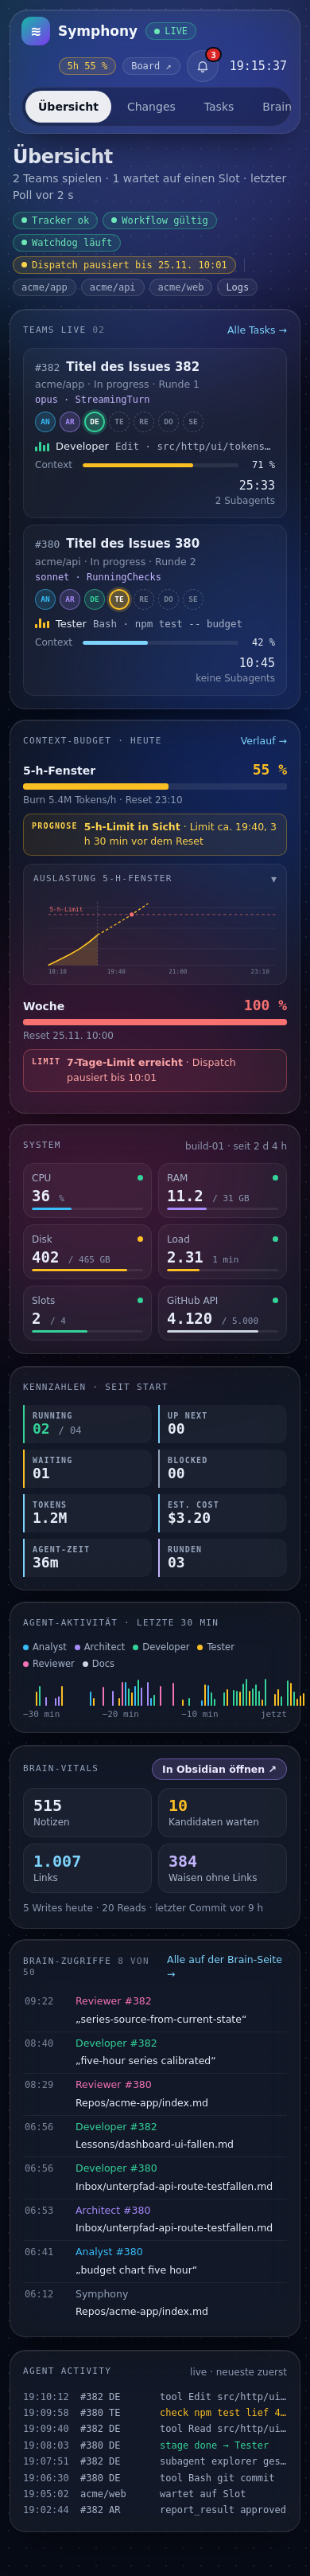 Symphony LIVE
5h 55 % Board ↗ 3 19:15:37
Übersicht Changes Tasks Brain
Übersicht
2 Teams spielen · 1 wartet auf einen Slot · letzter
Poll vor 2 s
Tracker ok Workflow gültig
Watchdog läuft
Dispatch pausiert bis 25.11. 10:01
acme/app acme/api acme/web Logs
TEAMS LIVE 02 Alle Tasks →
#382 Titel des Issues 382
acme/app · In progress · Runde 1
opus · StreamingTurn
AN AR DE TE RE DO SE
Developer Edit · src/http/ui/tokens…
Context 71 %
25:33
2 Subagents
#380 Titel des Issues 380
acme/api · In progress · Runde 2
sonnet · RunningChecks
AN AR DE TE RE DO SE
Tester Bash · npm test -- budget
Context 42 %
10:45
keine Subagents
CONTEXT-BUDGET · HEUTE Verlauf →
5-h-Fenster 55 %
Burn 5.4M Tokens/h · Reset 23:10
PROGNOSE 5-h-Limit in Sicht · Limit ca. 19:40, 3
h 30 min vor dem Reset
AUSLASTUNG 5-H-FENSTER ▼
5-h-Limit
18:10 19:40 21:00 23:10
Woche 100 %
Reset 25.11. 10:00
LIMIT 7-Tage-Limit erreicht · Dispatch
pausiert bis 10:01
SYSTEM build-01 · seit 2 d 4 h
CPU RAM
36 % 11.2 / 31 GB
Disk Load
402 / 465 GB 2.31 1 min
Slots GitHub API
2 / 4 4.120 / 5.000
KENNZAHLEN · SEIT START
RUNNING UP NEXT
02 / 04 00
WAITING BLOCKED
01 00
TOKENS EST. COST
1.2M $3.20
AGENT-ZEIT RUNDEN
36m 03
AGENT-AKTIVITÄT · LETZTE 30 MIN
Analyst Architect Developer Tester
Reviewer Docs
−30 min −20 min −10 min jetzt
BRAIN-VITALS In Obsidian öffnen ↗
515 10
Notizen Kandidaten warten
1.007 384
Links Waisen ohne Links
5 Writes heute · 20 Reads · letzter Commit vor 9 h
BRAIN-ZUGRIFFE 8 VON 50 Alle auf der Brain-Seite →
09:22 Reviewer #382
„series-source-from-current-state“
08:40 Developer #382
„five-hour series calibrated“
08:29 Reviewer #380
Repos/acme-app/index.md
06:56 Developer #382
Lessons/dashboard-ui-fallen.md
06:56 Developer #380
Inbox/unterpfad-api-route-testfallen.md
06:53 Architect #380
Inbox/unterpfad-api-route-testfallen.md
06:41 Analyst #380
„budget chart five hour“
06:12 Symphony
Repos/acme-app/index.md
AGENT ACTIVITY live · neueste zuerst
19:10:12 #382 DE tool Edit src/http/ui…
19:09:58 #380 TE check npm test lief 4…
19:09:40 #382 DE tool Read src/http/ui…
19:08:03 #380 DE stage done → Tester
19:07:51 #382 DE subagent explorer ges…
19:06:30 #380 DE tool Bash git commit
19:05:02 acme/web wartet auf Slot
19:02:44 #382 AR report_result approved